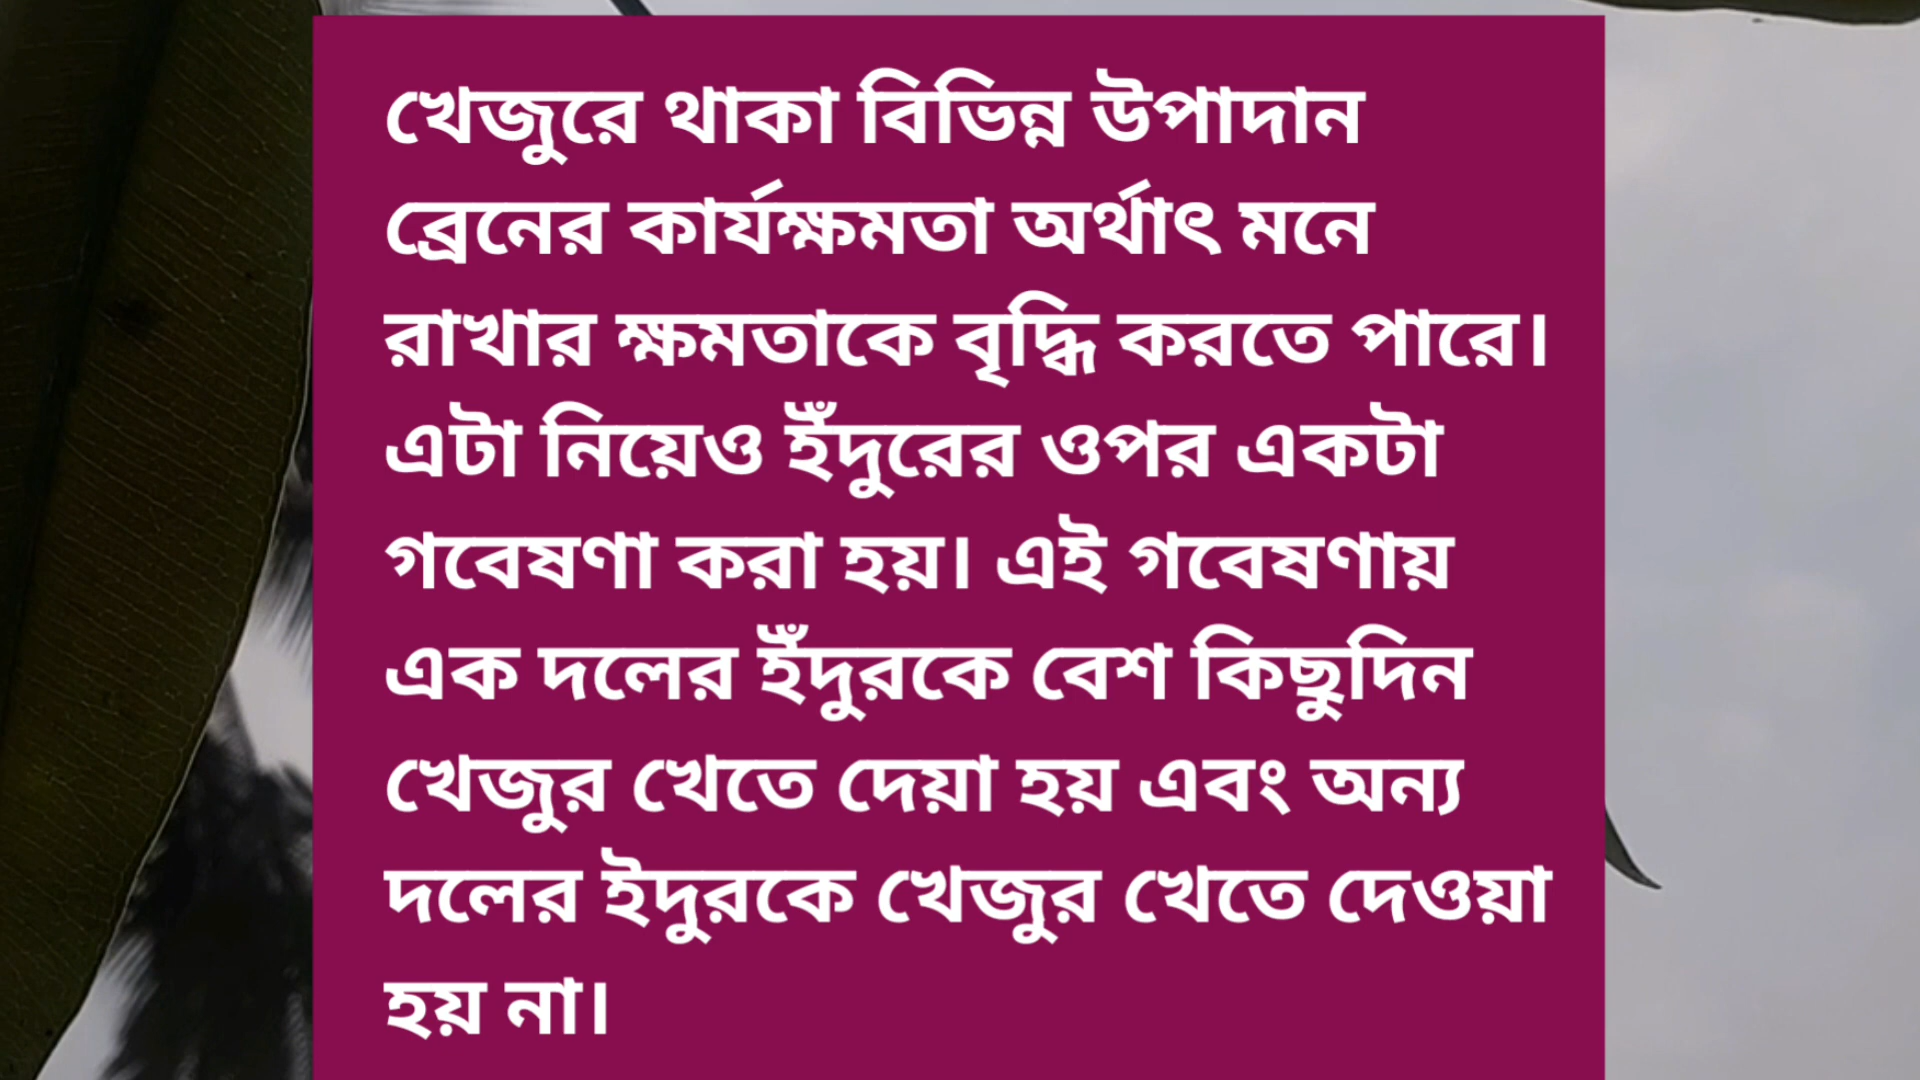 খেজুরে থাকা বিভিন্ন উপাদান
ব্রেনের কার্যক্ষমতা অর্থাৎ মনে
রাখার ক্ষমতাকে বৃদ্ধি করতে পারে।
এটা নিয়েও ইঁদুরের ওপর একটা
গবেষণা করা হয়। এই গবেষণায়
এক দলের ইঁদুরকে বেশ কিছুদিন
খেজুর খেতে দেয়া হয় এবং অন্য
দলের ইদুরকে খেজুর খেতে দেওয়া
হয় না।